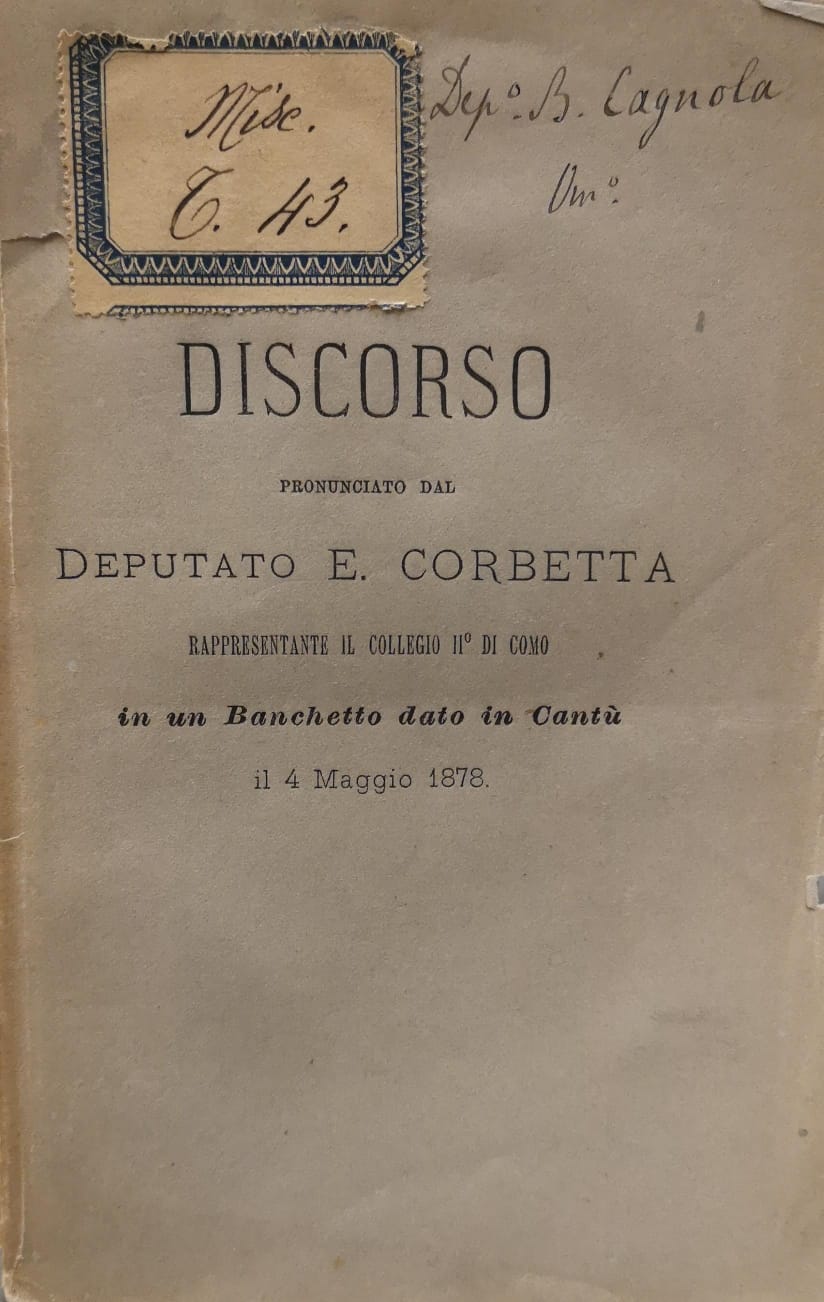 Misc.
T. 43.
Depº. B. Cagnola
Omº.
DISCORSO
PRONUNCIATO DAL
DEPUTATO E. CORBETTA
RAPPRESENTANTE IL COLLEGIO IIº DI COMO
in un Banchetto dato in Cantù
il 4 Maggio 1878.